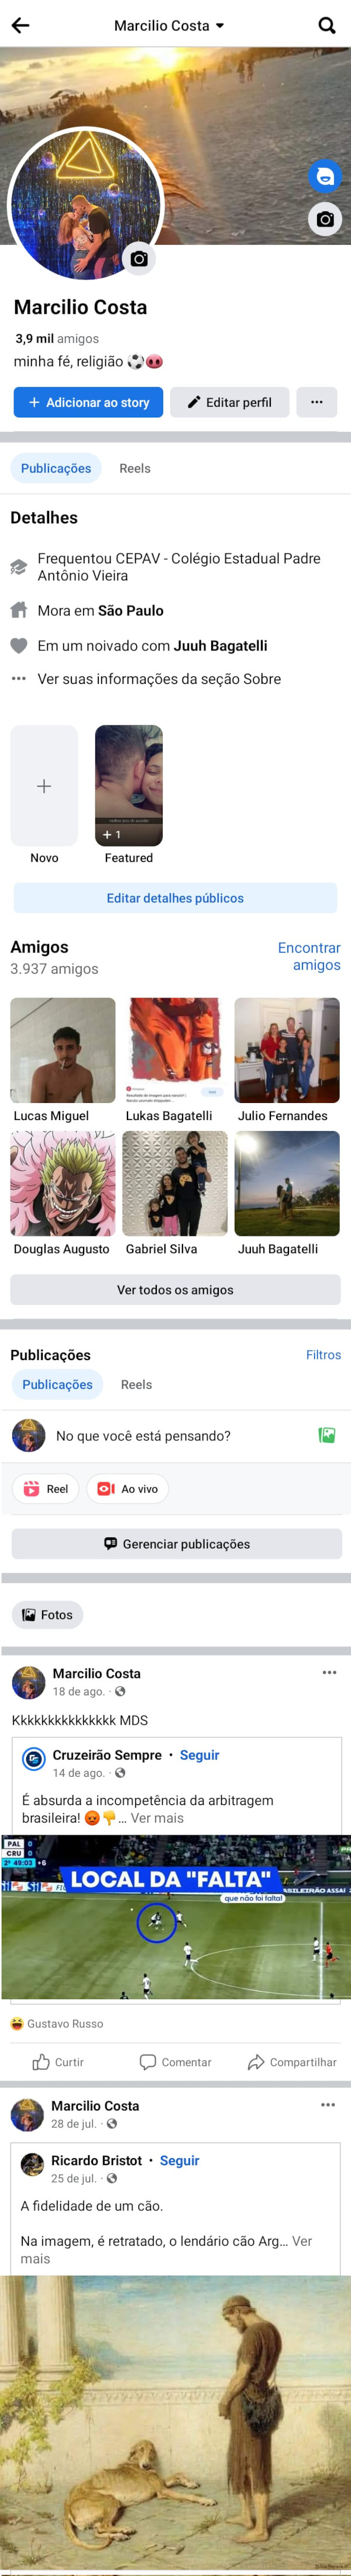 Marcilio Costa
Marcilio Costa
3,9 mil amigos
minha fé, religião ⚽🐽
+ Adicionar ao story
Editar perfil
Publicações
Reels
Detalhes
Frequentou CEPAV - Colégio Estadual Padre
Antônio Vieira
Mora em São Paulo
Em um noivado com Juuh Bagatelli
Ver suas informações da seção Sobre
+ 1
Novo
Featured
Editar detalhes públicos
Amigos
Encontrar
amigos
3.937 amigos
Lucas Miguel
Lukas Bagatelli
Julio Fernandes
Douglas Augusto
Gabriel Silva
Juuh Bagatelli
Ver todos os amigos
Publicações
Filtros
Publicações
Reels
No que você está pensando?
Reel
Ao vivo
Gerenciar publicações
Fotos
Marcilio Costa
18 de ago. ·
Kkkkkkkkkkkkkkk MDS
Cruzeirão Sempre • Seguir
14 de ago. ·
É absurda a incompetência da arbitragem
brasileira! 😡👎... Ver mais
PAL 0
CRU 0
2° 49:03 +6
LOCAL DA "FALTA"
que não foi falta!
Gustavo Russo
Curtir
Comentar
Compartilhar
Marcilio Costa
28 de jul. ·
Ricardo Bristot • Seguir
25 de jul. ·
A fidelidade de um cão.
Na imagem, é retratado, o lendário cão Arg... Ver
mais